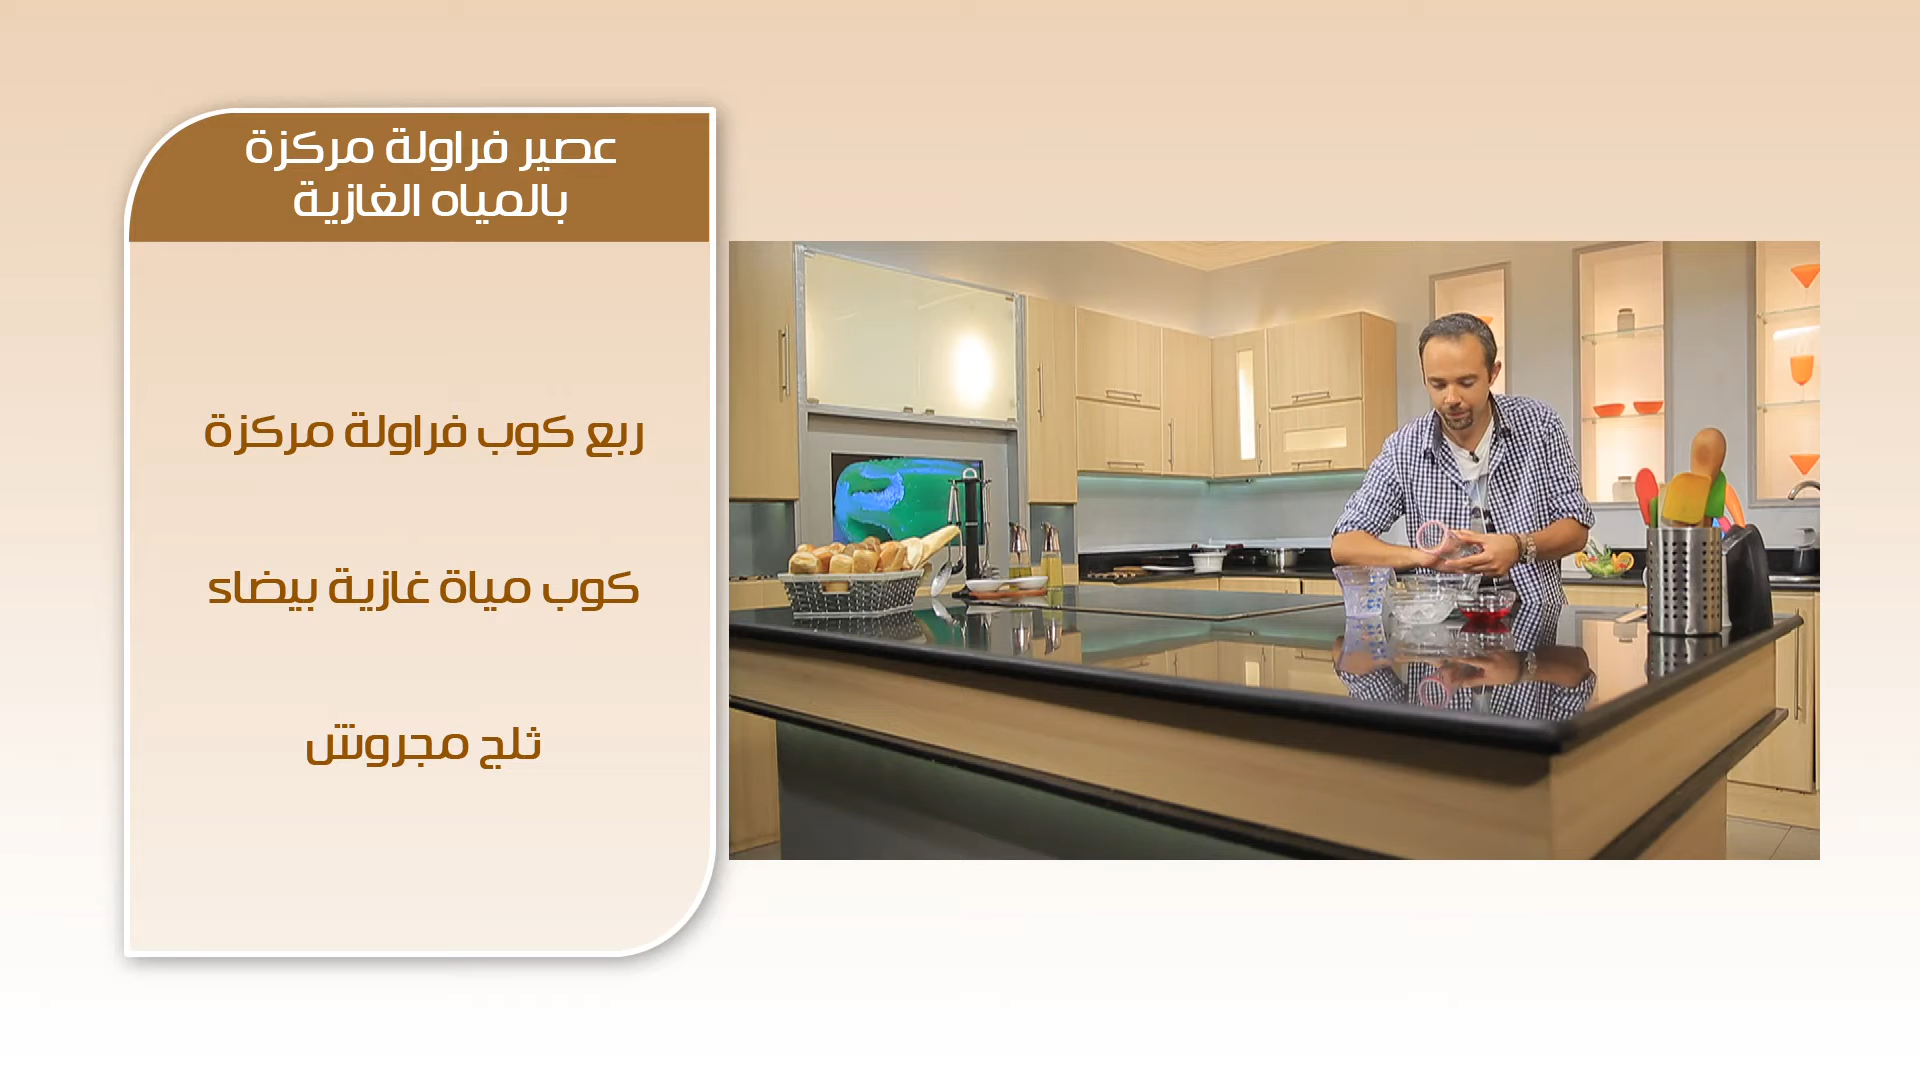 عصير فراولة مركزة
بالمياه الغازية
ربع كوب فراولة مركزة
كوب مياة غازية بيضاء
ثلج مجروش